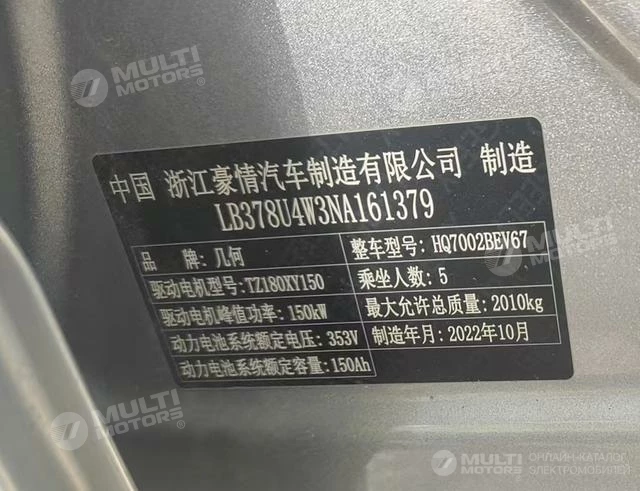 MULTI
MOTORS
MULTI
MOTORS
中国 浙江豪情汽车制造有限公司 制造
LB378U4W3NA161379
品 牌: 几何
整车型号: HQ7002BEV67
驱动电机型号: TZ180XY150
乘坐人数: 5
驱动电机峰值功率: 150kW
最大允许总质量: 2010kg
动力电池系统额定电压: 353V
制造年月: 2022年10月
动力电池系统额定容量: 150Ah
MULTI
MOTORS
MULTI
MOTORS
ОНЛАЙН-КАТАЛОГ
ЭЛЕКТРОМОБИЛЕЙ